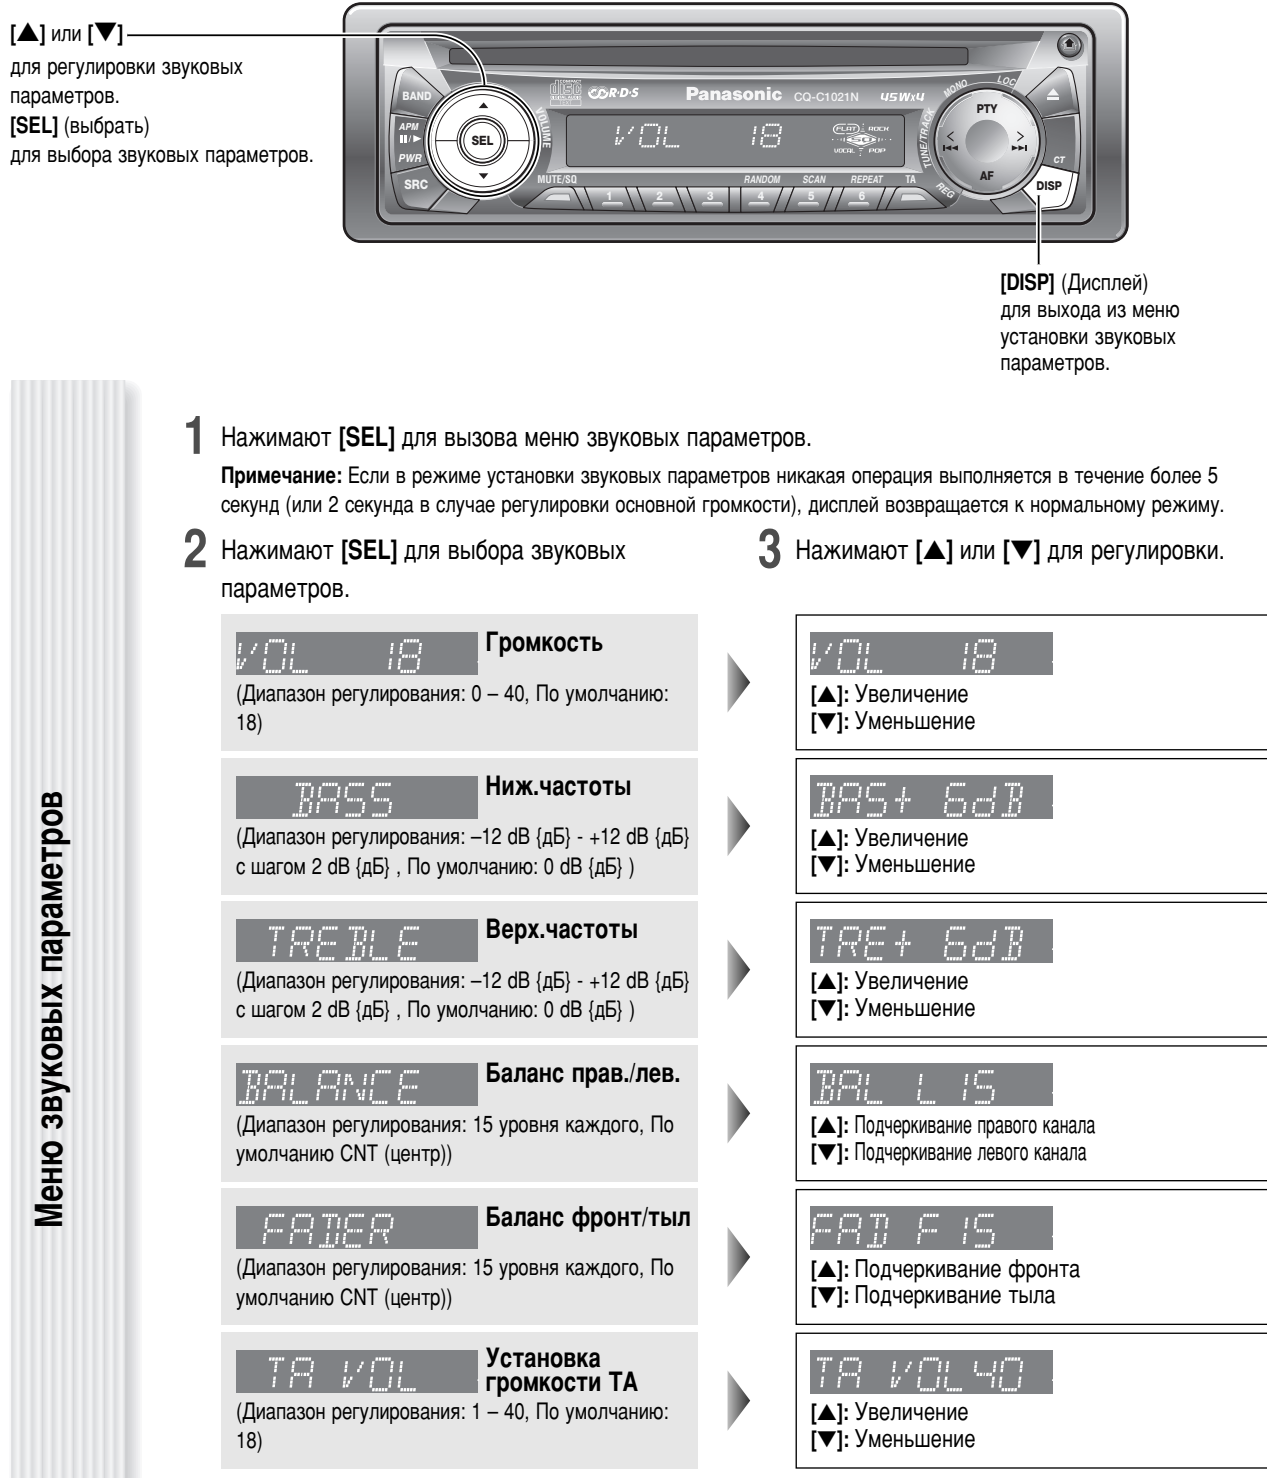 [▲] или [▼]
для регулировки звуковых
параметров.
[SEL] (выбрать)
для выбора звуковых параметров.
BAND
APM
PWR
SRC
SEL
VOLUME
MUTE/SQ
COMPACT
disc
DIGITAL AUDIO
TEXT
R·D·S
Panasonic CQ-C1021N 45Wx4
VOL 18
FLAT ROCK
SQ
VOCAL POP
1 2 3 4 5 6
RANDOM SCAN REPEAT TA
TUNE/TRACK
MONO LOC
PTY
AF
REG
CT
DISP
[DISP] (Дисплей)
для выхода из меню
установки звуковых
параметров.
Меню звуковых параметров
1 Нажимают [SEL] для вызова меню звуковых параметров.
Примечание: Если в режиме установки звуковых параметров никакая операция выполняется в течение более 5
секунд (или 2 секунда в случае регулировки основной громкости), дисплей возвращается к нормальному режиму.
2 Нажимают [SEL] для выбора звуковых
параметров.
3 Нажимают [▲] или [▼] для регулировки.
VOL 18 Громкость
(Диапазон регулирования: 0 – 40, По умолчанию:
18)
VOL 18
[▲]: Увеличение
[▼]: Уменьшение
BASS Ниж.частоты
(Диапазон регулирования: –12 dB {дБ} - +12 dB {дБ}
с шагом 2 dB {дБ} , По умолчанию: 0 dB {дБ} )
BAS+ 6dB
[▲]: Увеличение
[▼]: Уменьшение
TREBLE Верх.частоты
(Диапазон регулирования: –12 dB {дБ} - +12 dB {дБ}
с шагом 2 dB {дБ} , По умолчанию: 0 dB {дБ} )
TRE+ 6dB
[▲]: Увеличение
[▼]: Уменьшение
BALANCE Баланс прав./лев.
(Диапазон регулирования: 15 уровня каждого, По
умолчанию CNT (центр))
BAL L 15
[▲]: Подчеркивание правого канала
[▼]: Подчеркивание левого канала
FADER Баланс фронт/тыл
(Диапазон регулирования: 15 уровня каждого, По
умолчанию CNT (центр))
FAD F 15
[▲]: Подчеркивание фронта
[▼]: Подчеркивание тыла
TA VOL Установка
громкости TA
(Диапазон регулирования: 1 – 40, По умолчанию:
18)
TA VOL 40
[▲]: Увеличение
[▼]: Уменьшение